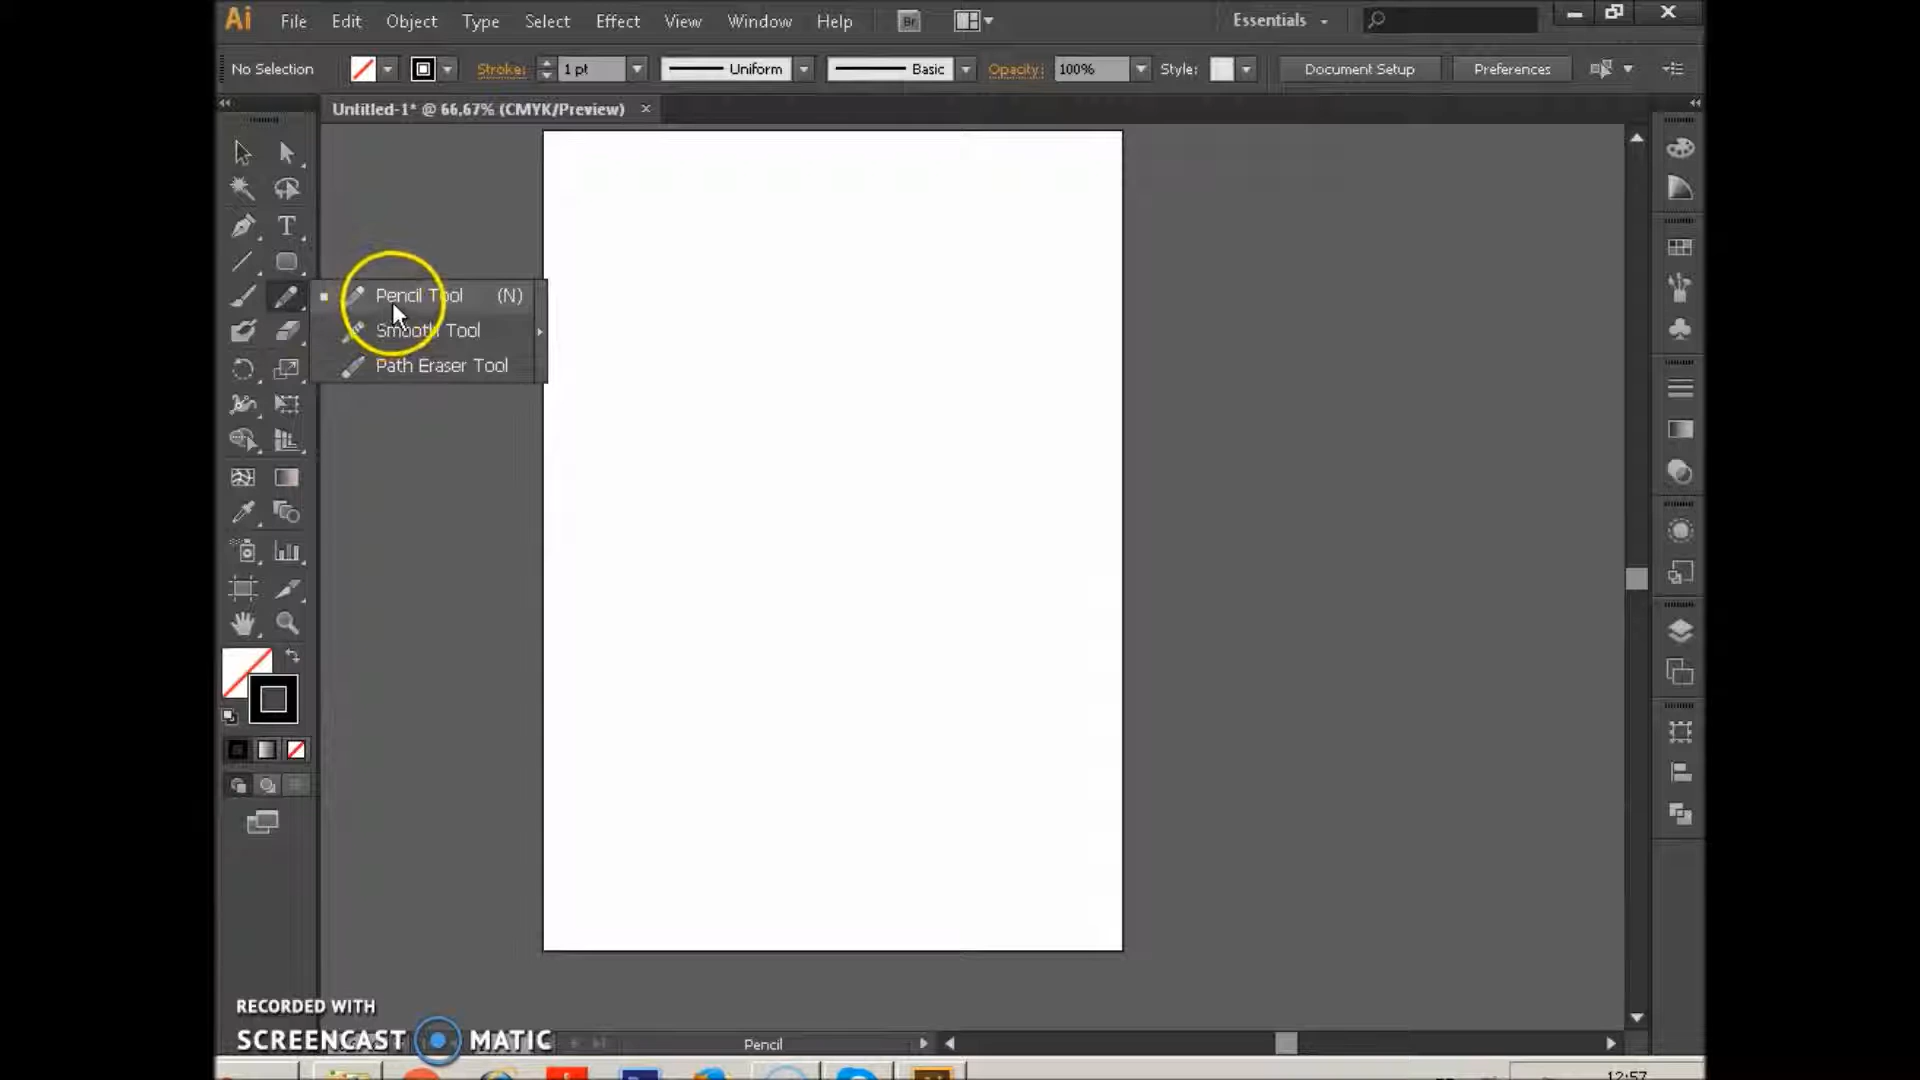 Ai File Edit Object Type Select Effect View Window Help Br Essentials
No Selection Stroke: 1 pt Uniform Basic Opacity: 100% Style: Document Setup Preferences
Untitled-1* @ 66,67% (CMYK/Preview)
Pencil Tool (N)
Smooth Tool
Path Eraser Tool
RECORDED WITH
SCREENCAST MATIC
Pencil
12:57